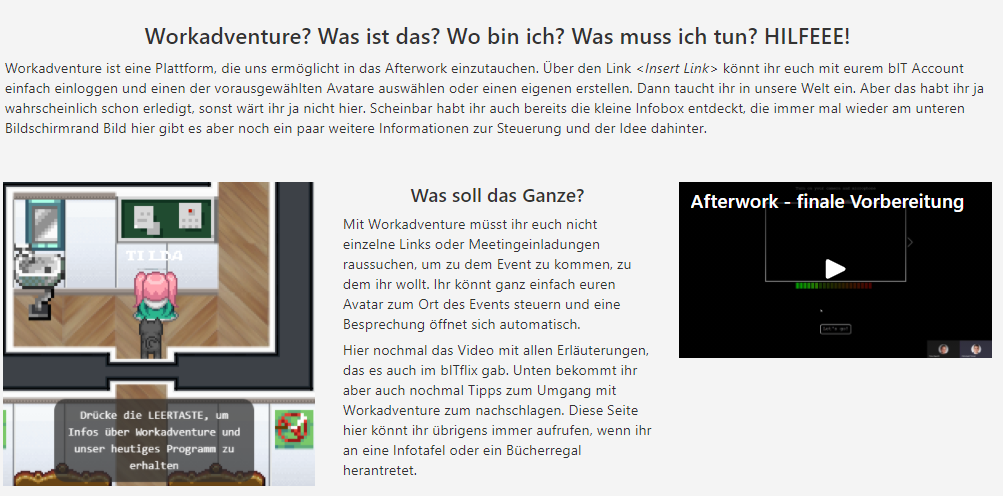 Workadventure? Was ist das? Wo bin ich? Was muss ich tun? HILFEEE!
Workadventure ist eine Plattform, die uns ermöglicht in das Afterwork einzutauchen. Über den Link <Insert Link> könnt ihr euch mit eurem bIT Account
einfach einloggen und einen der vorausgewählten Avatare auswählen oder einen eigenen erstellen. Dann taucht ihr in unsere Welt ein. Aber das habt ihr ja
wahrscheinlich schon erledigt, sonst wärt ihr ja nicht hier. Scheinbar habt ihr auch bereits die kleine Infobox entdeckt, die immer mal wieder am unteren
Bildschirmrand Bild hier gibt es aber noch ein paar weitere Informationen zur Steuerung und der Idee dahinter.
TILDA
Drücke die LEERTASTE, um
Infos über Workadventure und
unser heutiges Programm zu
erhalten
Was soll das Ganze?
Mit Workadventure müsst ihr euch nicht
einzelne Links oder Meetingeinladungen
raussuchen, um zu dem Event zu kommen, zu
dem ihr wollt. Ihr könnt ganz einfach euren
Avatar zum Ort des Events steuern und eine
Besprechung öffnet sich automatisch.
Hier nochmal das Video mit allen Erläuterungen,
das es auch im bITflix gab. Unten bekommt ihr
aber auch nochmal Tipps zum Umgang mit
Workadventure zum nachschlagen. Diese Seite
hier könnt ihr übrigens immer aufrufen, wenn ihr
an eine Infotafel oder ein Bücherregal
herantretet.
Afterwork - finale Vorbereitung
Let's go!